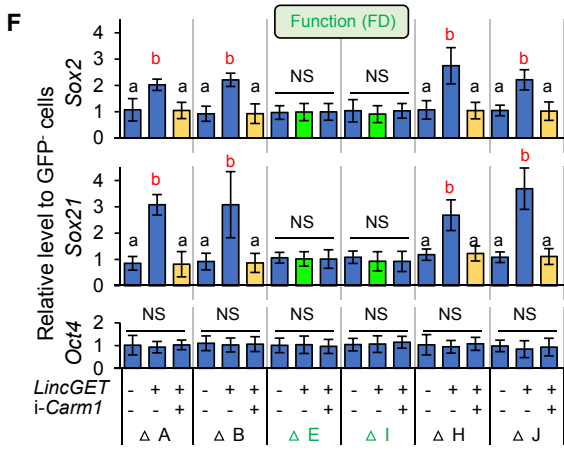 F
Function (FD)
Relative level to GFP- cells
Sox2
4
3
2
1
0
a b a a b a NS NS a b a a b a
Sox21
4
3
2
1
0
a b a a b a NS NS a b a a b a
Oct4
2
1
0
NS NS NS NS NS NS
LincGET - + + - + + - + + - + + - + + - + +
i-Carm1 - - + - - + - - + - - + - - + - - +
△ A △ B △ E △ I △ H △ J